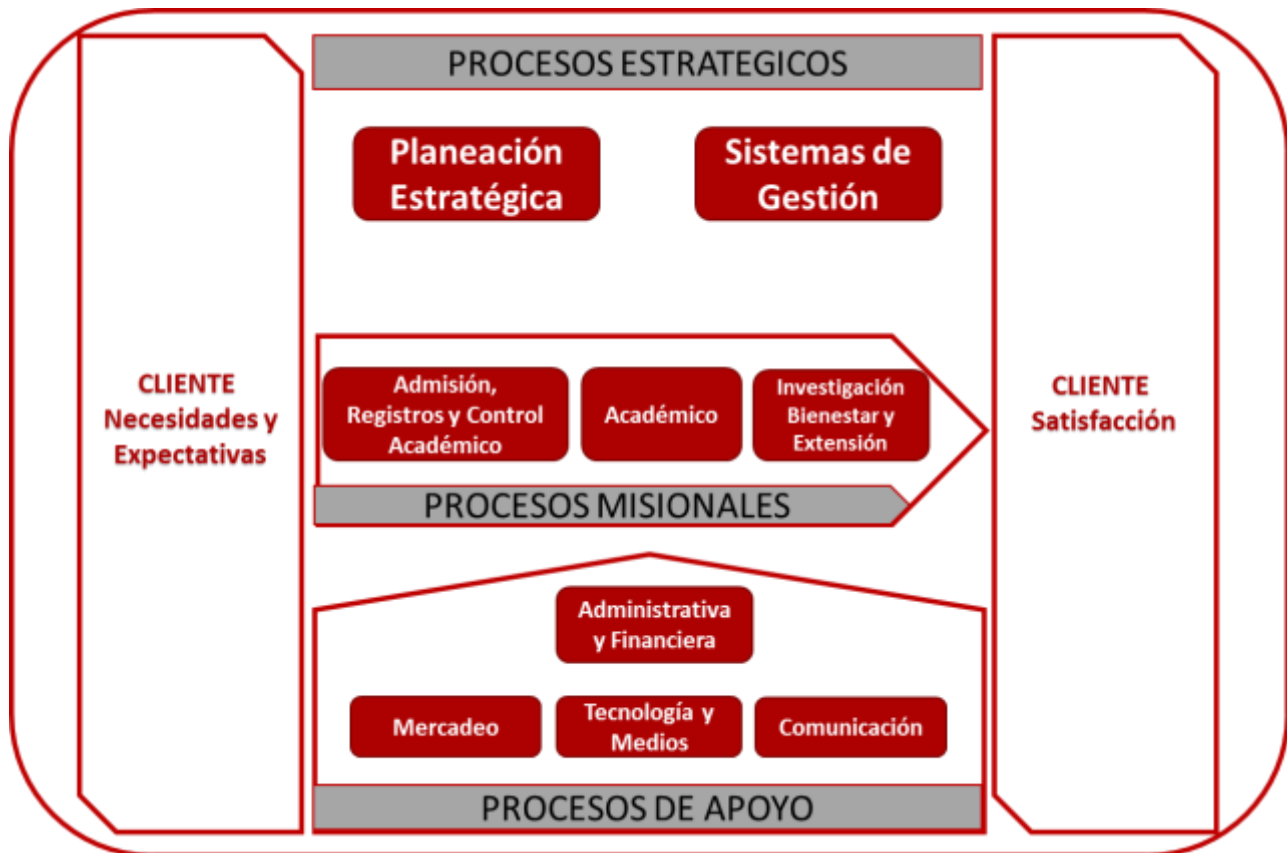 PROCESOS ESTRATEGICOS
Planeación
Estratégica
Sistemas de
Gestión
CLIENTE
Necesidades y
Expectativas
Admisión,
Registros y Control
Académico
Académico
Investigación
Bienestar y
Extensión
CLIENTE
Satisfacción
PROCESOS MISIONALES
Administrativa
y Financiera
Mercadeo
Tecnología y
Medios
Comunicación
PROCESOS DE APOYO